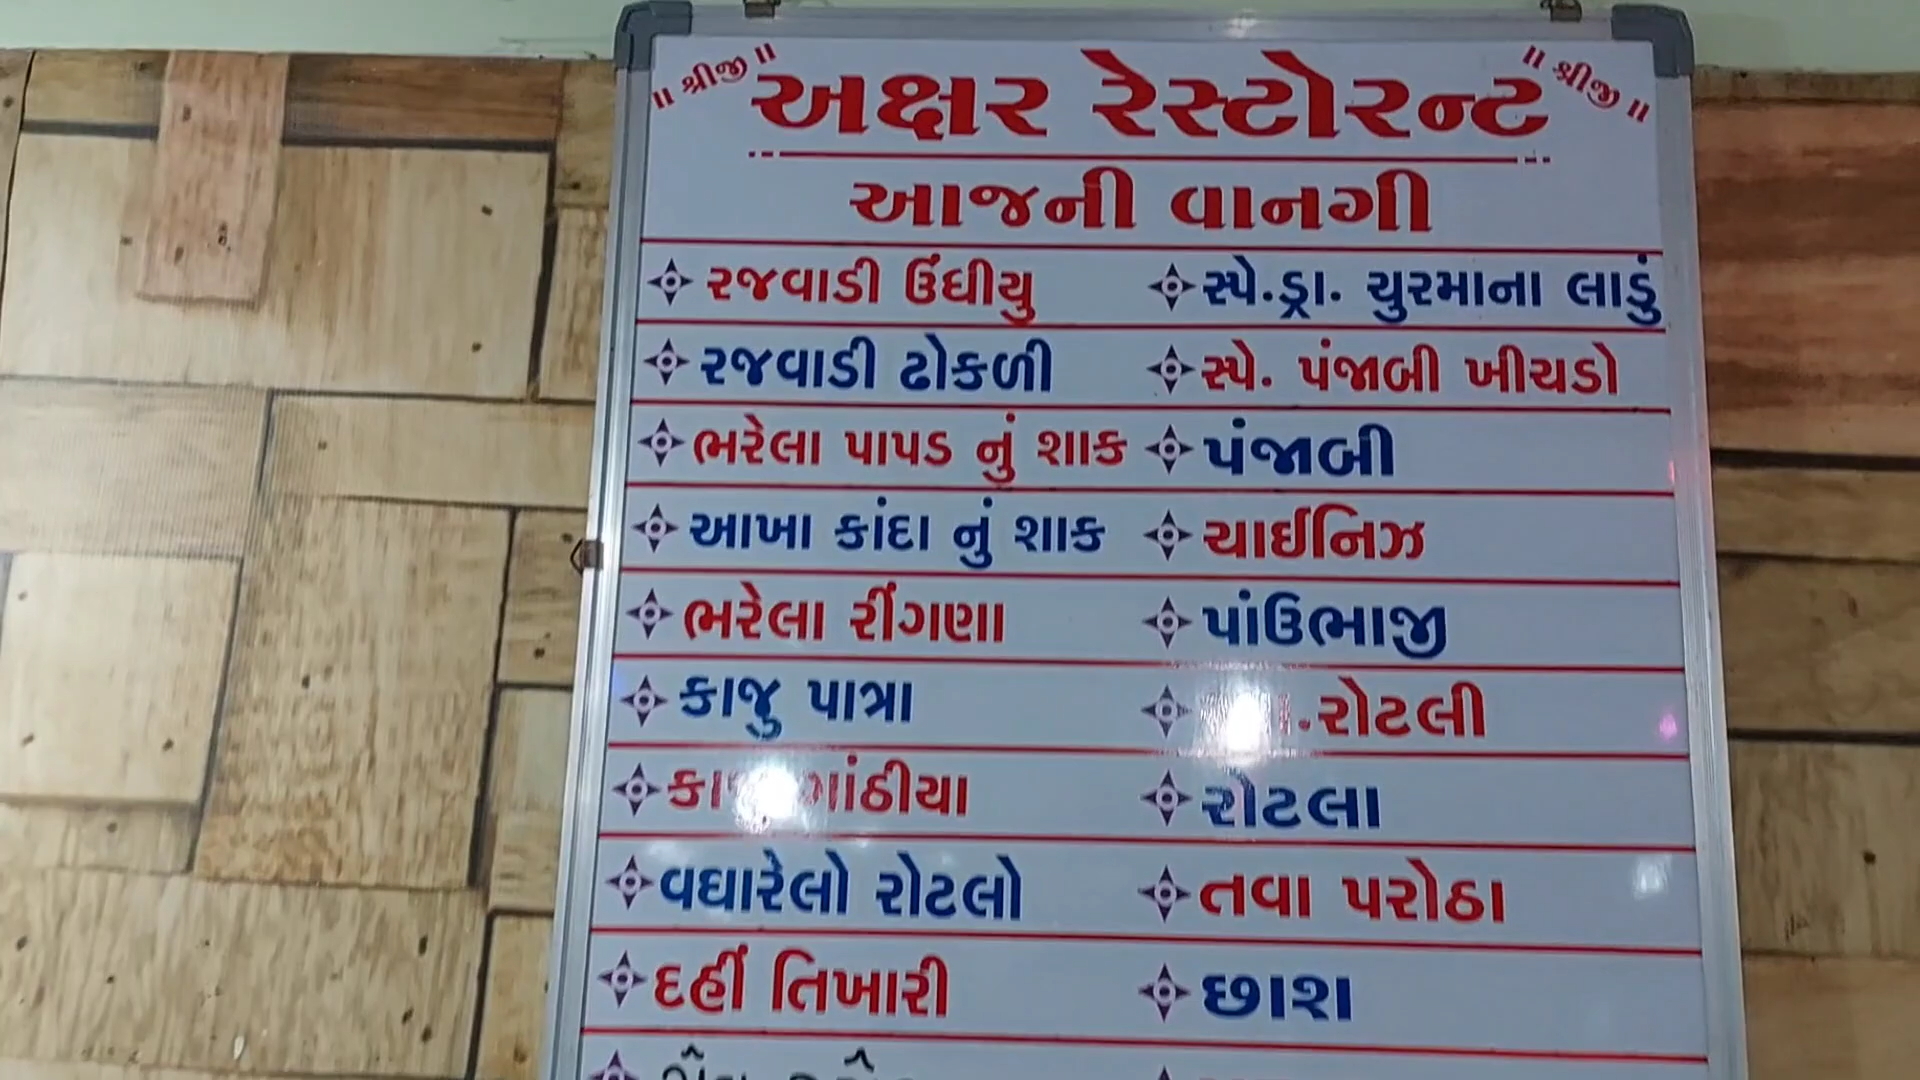 ॥ શ્રીજી ॥ અક્ષર રેસ્ટોરન્ટ ॥ શ્રીજી ॥
આજની વાનગી
રજવાડી ઉંધીયુ સ્પે.ડ્રા. ચુરમાના લાડું
રજવાડી ઢોકળી સ્પે. પંજાબી ખીચડો
ભરેલા પાપડ નું શાક પંજાબી
આખા કાંદા નું શાક ચાઈનિઝ
ભરેલા રીંગણા પાંઉભાજી
કાજુ પાત્રા રોટલી
ગાંઠીયા રોટલા
વઘારેલો રોટલો તવા પરોઠા
દહીં તિખારી છાશ